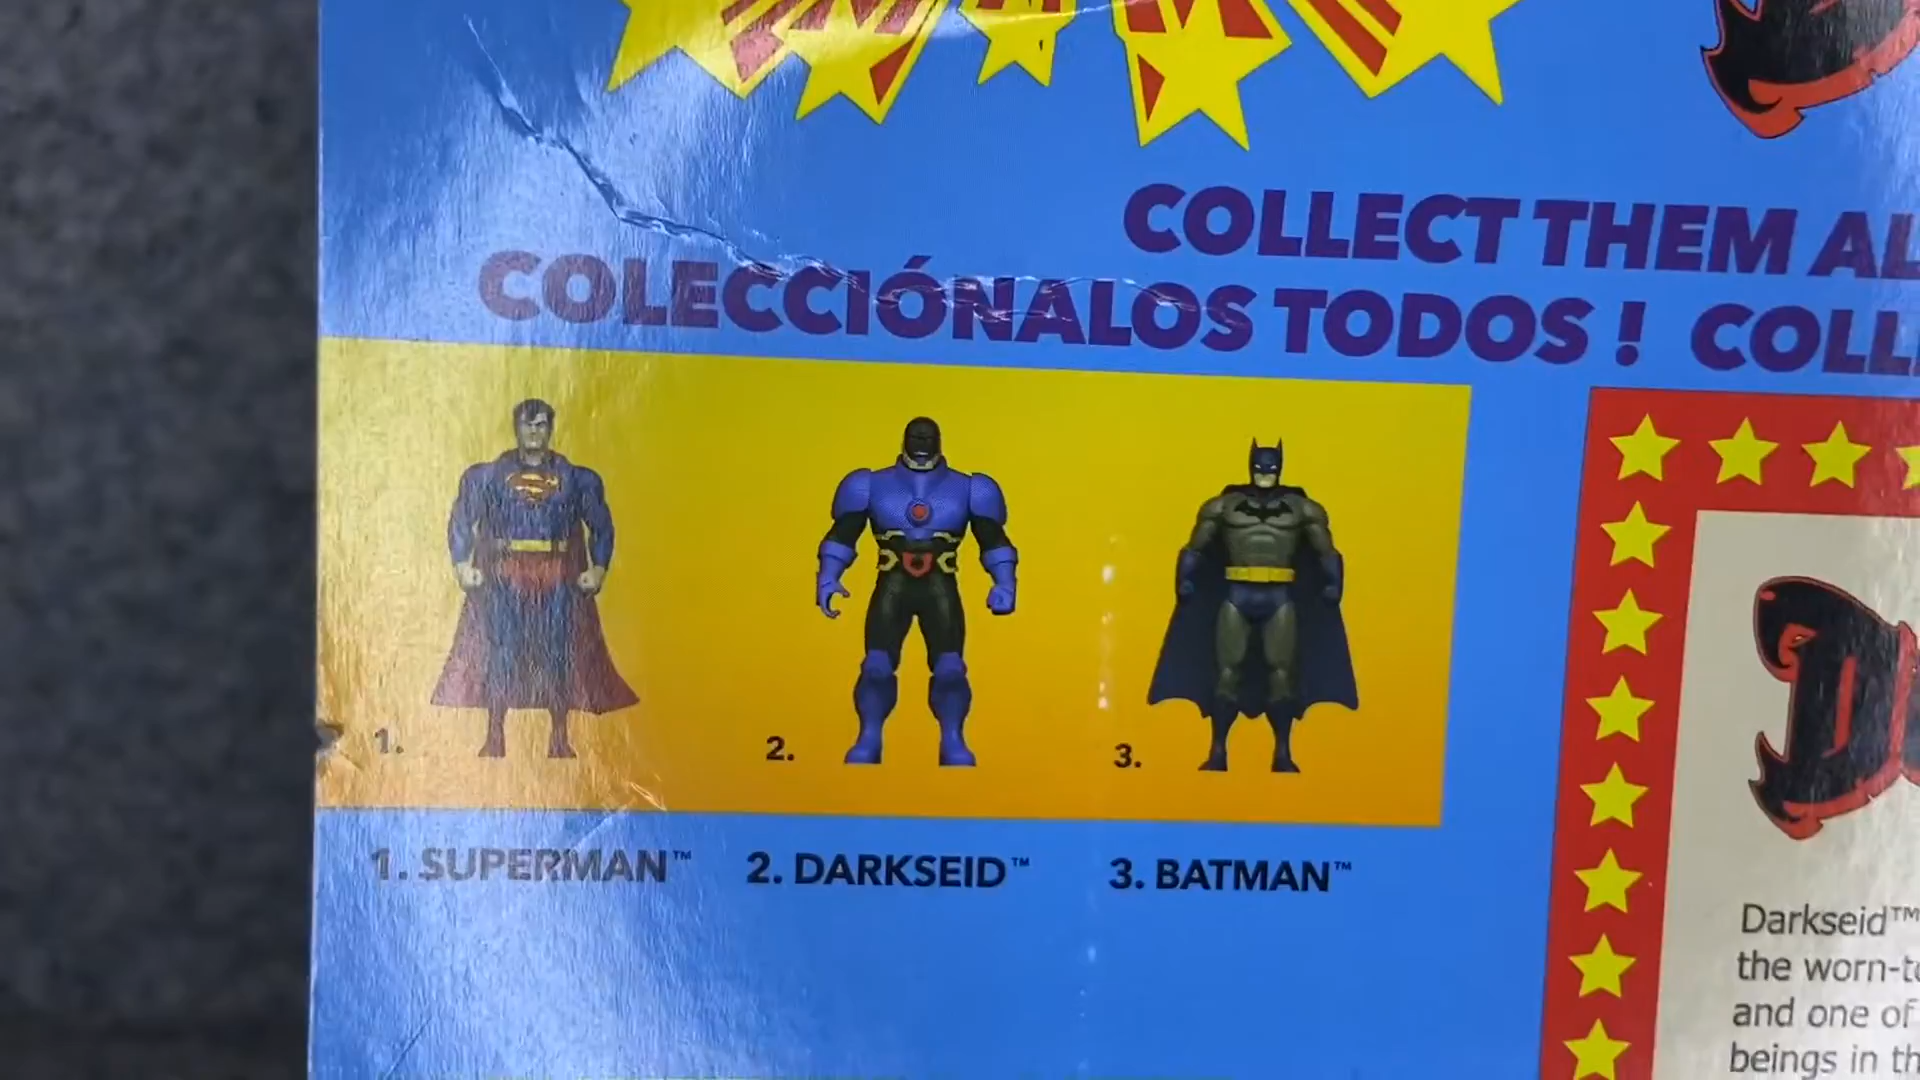 COLLECT THEM AL
COLECCIÓNALOS TODOS ! COLL
1.
2.
3.
1. SUPERMAN™
2. DARKSEID™
3. BATMAN™
Darkseid™
the worn-t
and one of
beings in th